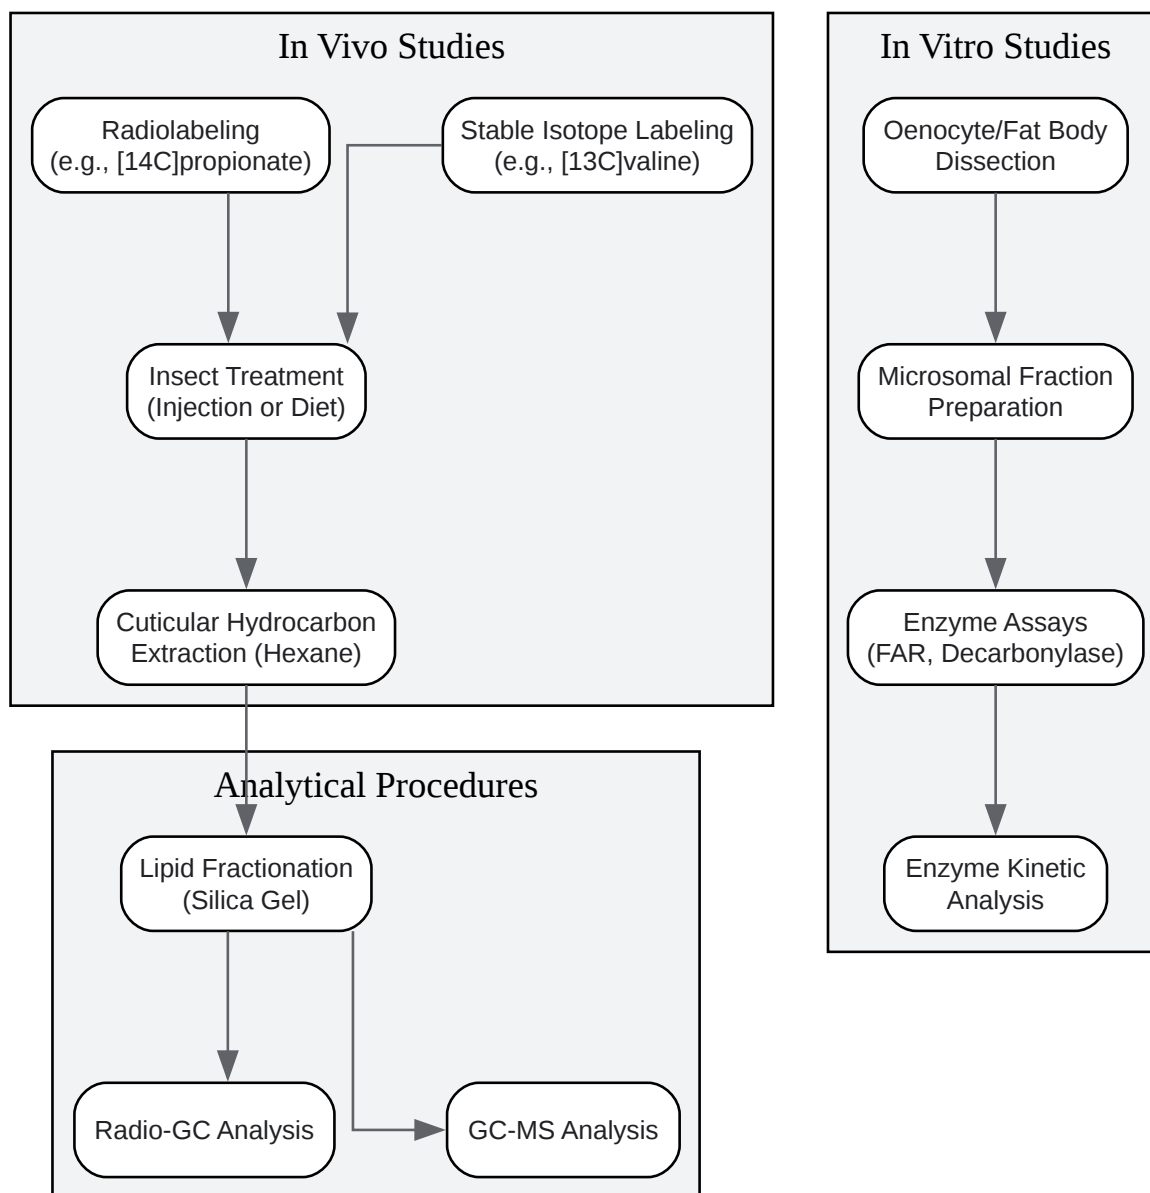 In Vivo Studies
Radiolabeling
(e.g., [14C]propionate)
Stable Isotope Labeling
(e.g., [13C]valine)
Insect Treatment
(Injection or Diet)
Cuticular Hydrocarbon
Extraction (Hexane)
Analytical Procedures
Lipid Fractionation
(Silica Gel)
Radio-GC Analysis
GC-MS Analysis
In Vitro Studies
Oenocyte/Fat Body
Dissection
Microsomal Fraction
Preparation
Enzyme Assays
(FAR, Decarbonylase)
Enzyme Kinetic
Analysis